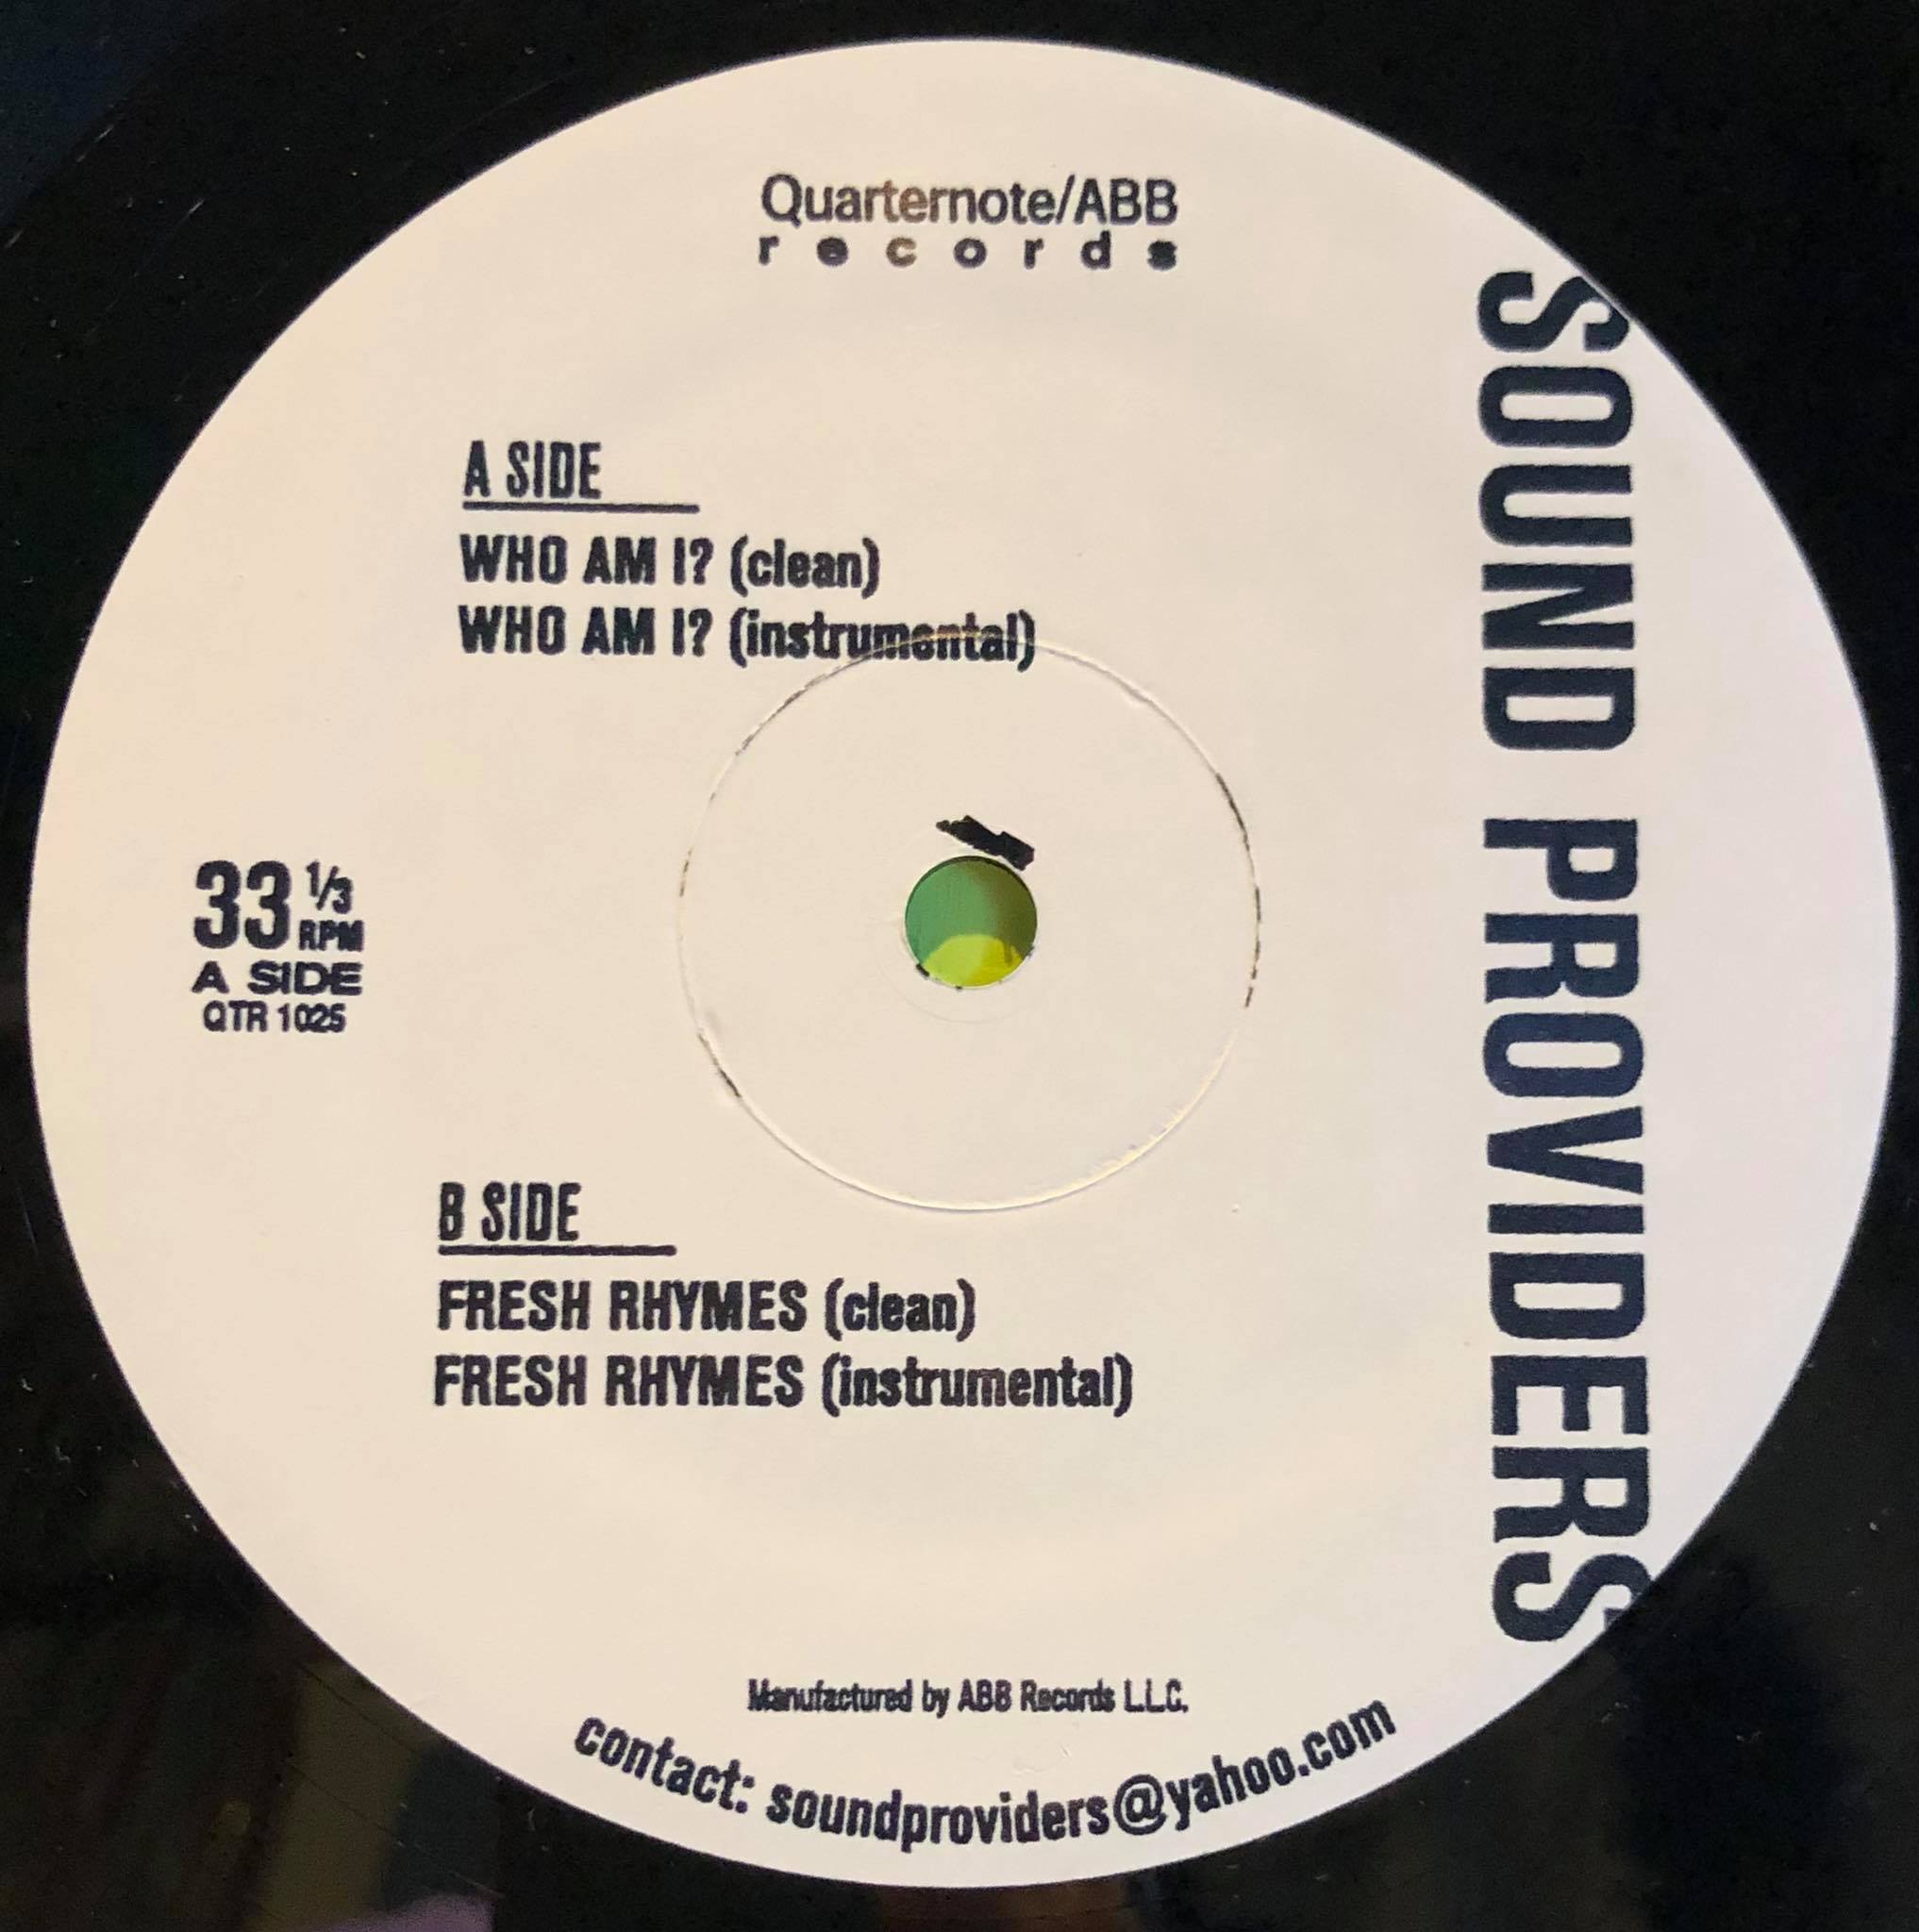 Quarternote/ABB
records
SOUND PROVIDERS
A SIDE
WHO AM I? (clean)
WHO AM I? (instrumental)
33 1/3
RPM
A SIDE
QTR 1025
B SIDE
FRESH RHYMES (clean)
FRESH RHYMES (instrumental)
Manufactured by ABB Records L.L.C.
contact: soundproviders@yahoo.com